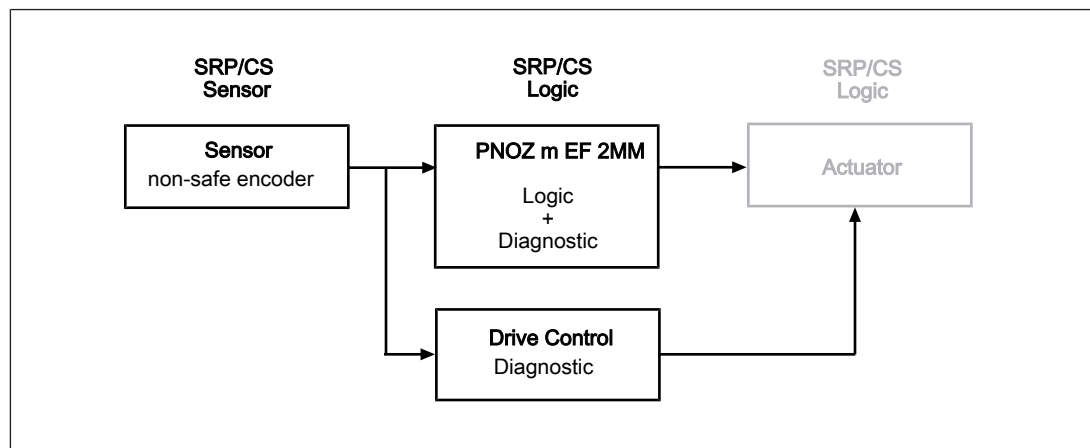 SRP/CS
Sensor
SRP/CS
Logic
SRP/CS
Logic
Sensor
non-safe encoder
PNOZ m EF 2MM
Logic
+
Diagnostic
Actuator
Drive Control
Diagnostic